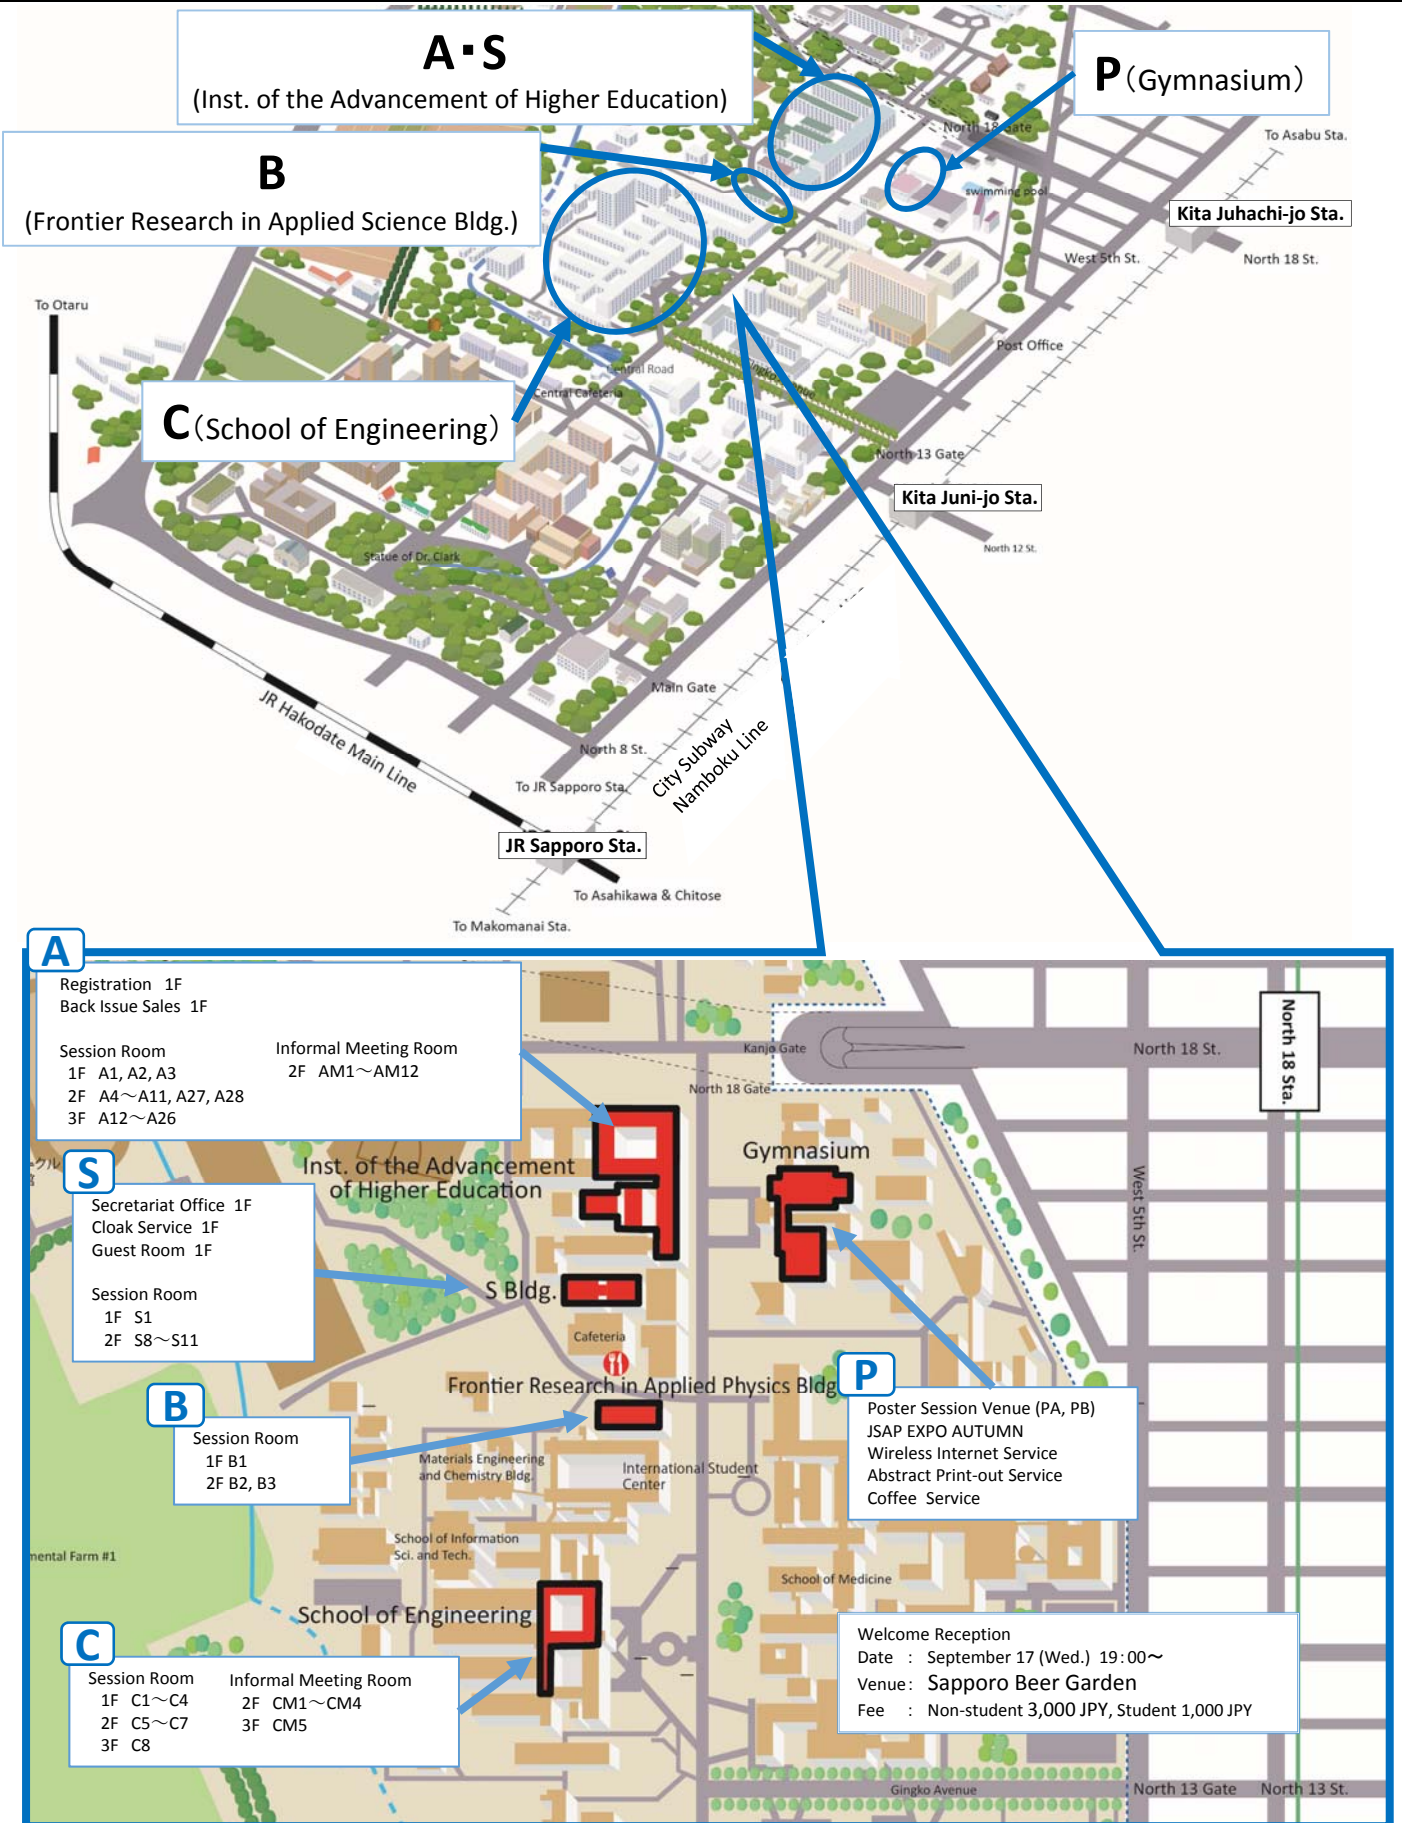 A・S
(Inst. of the Advancement of Higher Education)
P（Gymnasium）
B
(Frontier Research in Applied Science Bldg.)
C（School of Engineering）
North 18 Gate
To Asabu Sta.
swimming pool
Kita Juhachi-jo Sta.
West 5th St.
North 18 St.
To Otaru
Post Office
Central Road
Central Cafeteria
North 13 Gate
Kita Juni-jo Sta.
North 12 St.
Statue of Dr. Clark
Main Gate
JR Hakodate Main Line
North 8 St.
City Subway
Namboku Line
To JR Sapporo Sta.
JR Sapporo Sta.
To Asahikawa & Chitose
To Makomanai Sta.
A
Registration 1F
Back Issue Sales 1F
Session Room
1F A1, A2, A3
2F A4～A11, A27, A28
3F A12～A26
Informal Meeting Room
2F AM1～AM12
Kanjo Gate
North 18 Gate
North 18 St.
North 18 Sta.
West 5th St.
Inst. of the Advancement
of Higher Education
Gymnasium
S
Secretariat Office 1F
Cloak Service 1F
Guest Room 1F
Session Room
1F S1
2F S8～S11
S Bldg.
Cafeteria
Frontier Research in Applied Physics Bldg
B
Session Room
1F B1
2F B2, B3
P
Poster Session Venue (PA, PB)
JSAP EXPO AUTUMN
Wireless Internet Service
Abstract Print-out Service
Coffee Service
Materials Engineering
and Chemistry Bldg.
International Student
Center
School of Information
Sci. and Tech.
mental Farm #1
School of Medicine
School of Engineering
C
Session Room
1F C1～C4
2F C5～C7
3F C8
Informal Meeting Room
2F CM1～CM4
3F CM5
Welcome Reception
Date : September 17 (Wed.) 19:00～
Venue: Sapporo Beer Garden
Fee : Non-student 3,000 JPY, Student 1,000 JPY
Gingko Avenue
North 13 Gate
North 13 St.